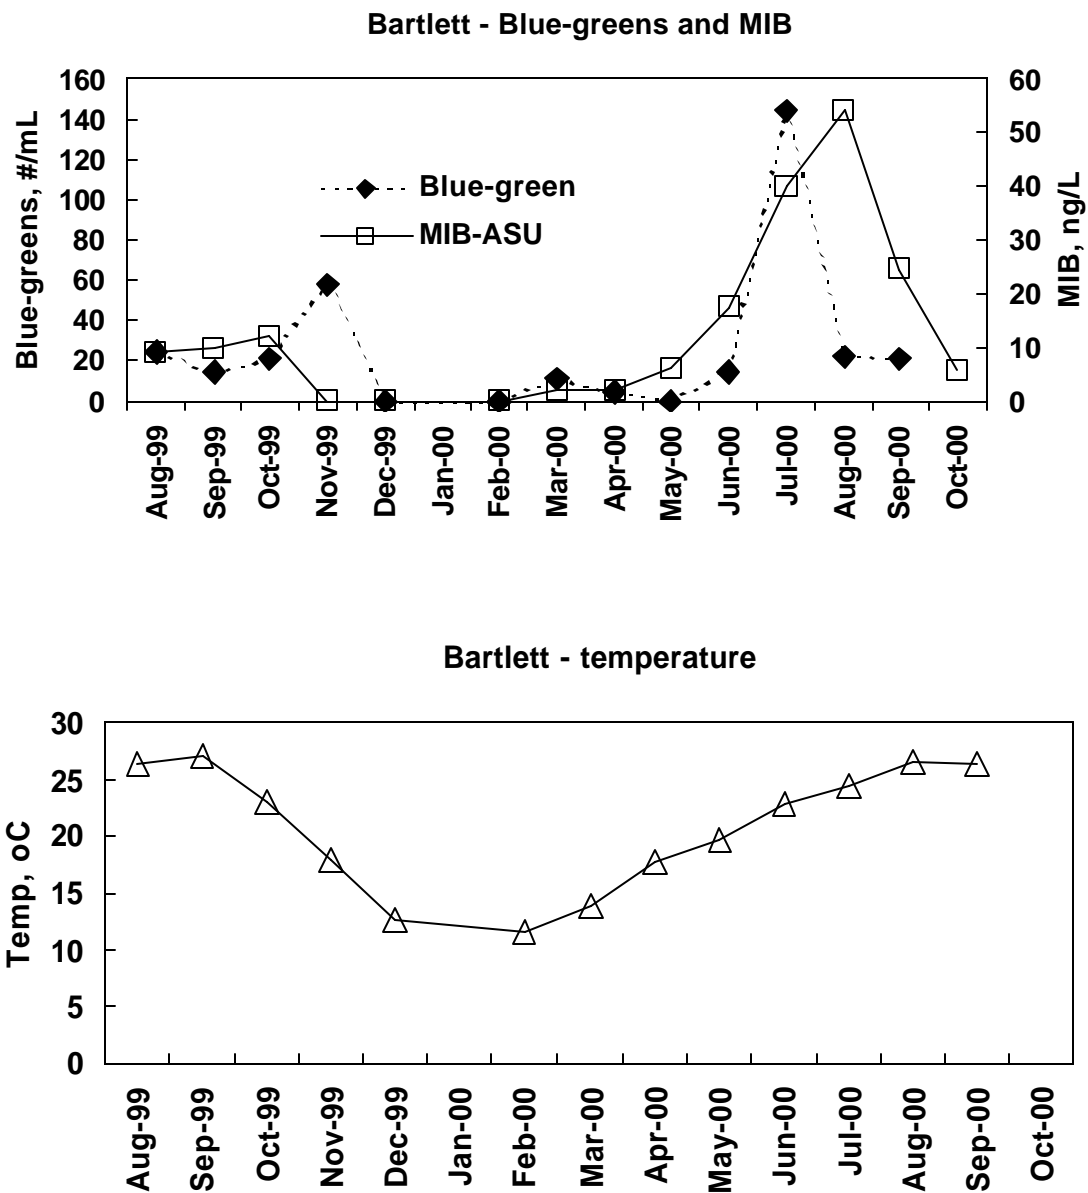 Bartlett - Blue-greens and MIB
Blue-greens, #/mL
160
140
120
100
80
60
40
20
0
Blue-green
MIB-ASU
60
50
40
30
20
10
0
MIB, ng/L
Aug-99
Sep-99
Oct-99
Nov-99
Dec-99
Jan-00
Feb-00
Mar-00
Apr-00
May-00
Jun-00
Jul-00
Aug-00
Sep-00
Oct-00
Bartlett - temperature
Temp, oC
30
25
20
15
10
5
0
Aug-99
Sep-99
Oct-99
Nov-99
Dec-99
Jan-00
Feb-00
Mar-00
Apr-00
May-00
Jun-00
Jul-00
Aug-00
Sep-00
Oct-00